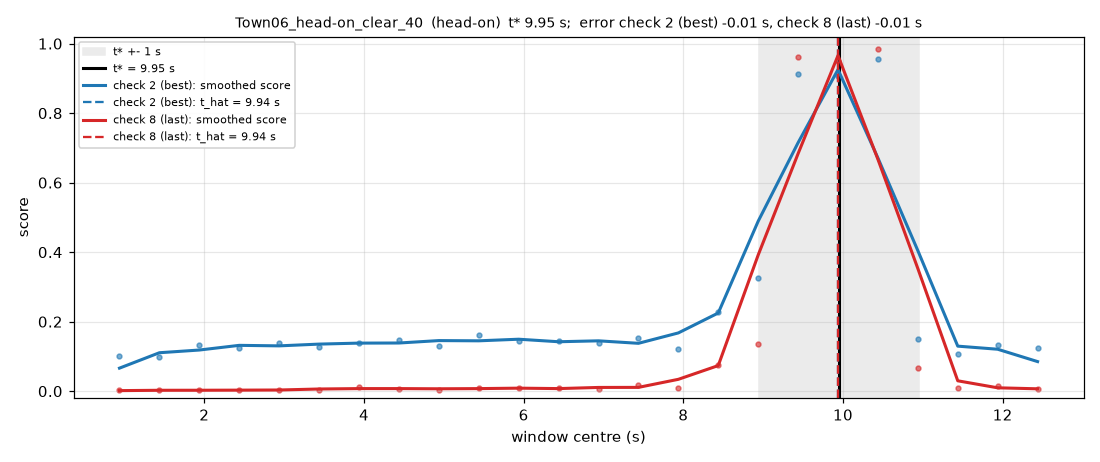 Town06_head-on_clear_40  (head-on)  t* 9.95 s;  error check 2 (best) -0.01 s, check 8 (last) -0.01 s
t* +- 1 s
t* = 9.95 s
check 2 (best): smoothed score
check 2 (best): t_hat = 9.94 s
check 8 (last): smoothed score
check 8 (last): t_hat = 9.94 s
1.0
0.8
0.6
0.4
0.2
0.0
score
2 4 6 8 10 12
window centre (s)